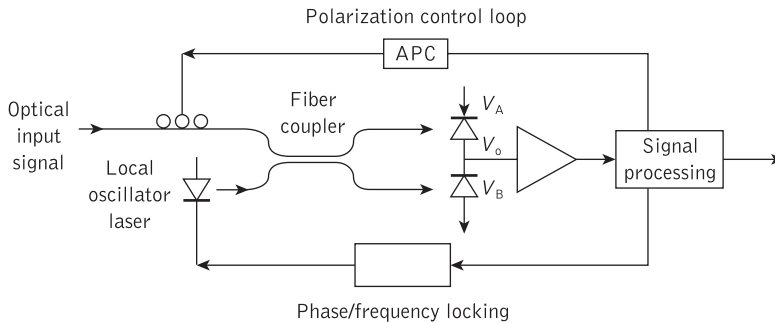 Polarization control loop
APC
Optical
input
signal
Fiber
coupler
Local
oscillator
laser
V_A
V_o
V_B
Signal
processing
Phase/frequency locking